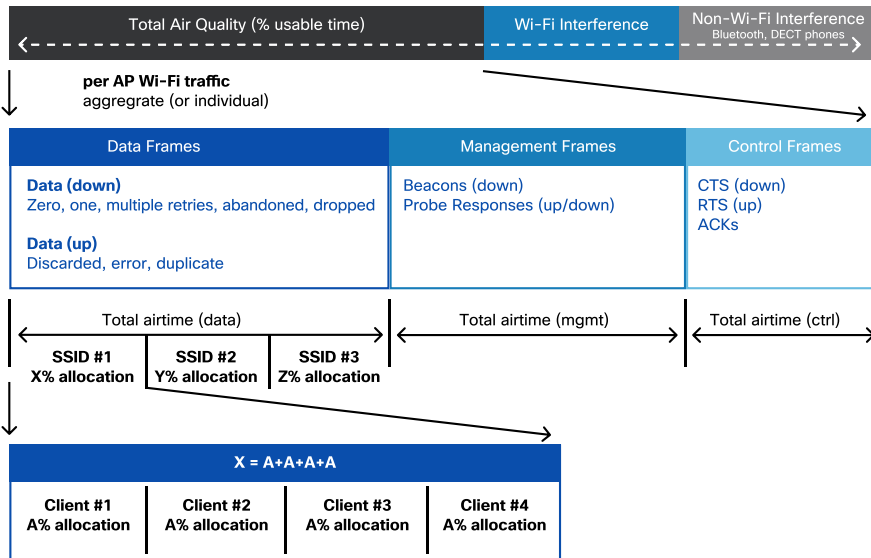 Total Air Quality (% usable time)
Wi-Fi Interference
Non-Wi-Fi Interference
Bluetooth, DECT phones
per AP Wi-Fi traffic
aggregrate (or individual)
Data Frames
Management Frames
Control Frames
Data (down)
Zero, one, multiple retries, abandoned, dropped
Data (up)
Discarded, error, duplicate
Beacons (down)
Probe Responses (up/down)
CTS (down)
RTS (up)
ACKs
Total airtime (data)
Total airtime (mgmt)
Total airtime (ctrl)
SSID #1
X% allocation
SSID #2
Y% allocation
SSID #3
Z% allocation
X = A+A+A+A
Client #1
A% allocation
Client #2
A% allocation
Client #3
A% allocation
Client #4
A% allocation